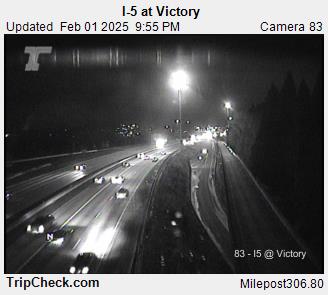 I-5 at Victory
Updated Feb 01 2025 9:55 PM Camera 83
T
N
83 - I5 @ Victory
TripCheck.com Milepost306.80